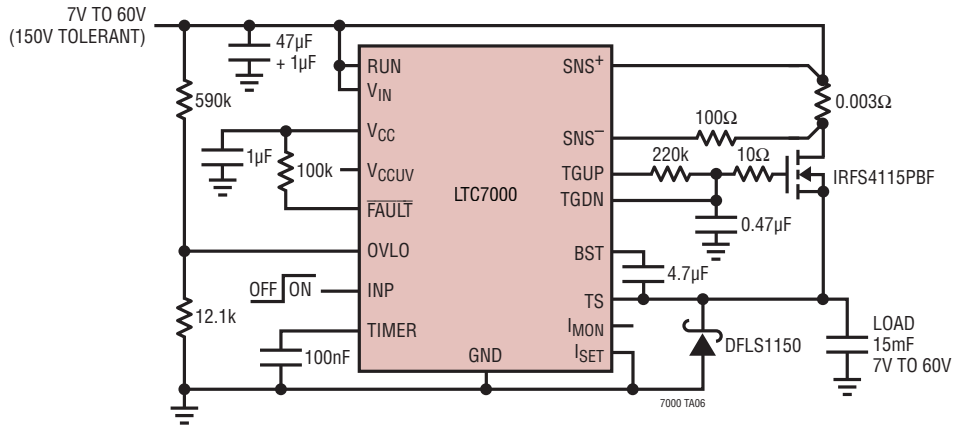 7V TO 60V
(150V TOLERANT)
47µF
+ 1µF
590k
1µF
100k
12.1k
OFF ON
100nF
RUN
VIN
VCC
VCCUV
FAULT
OVLO
INP
TIMER
GND
LTC7000
SNS+
SNS–
TGUP
TGDN
BST
TS
IMON
ISET
0.003Ω
100Ω
220k
10Ω
IRFS4115PBF
0.47µF
4.7µF
DFLS1150
LOAD
15mF
7V TO 60V
7000 TA06